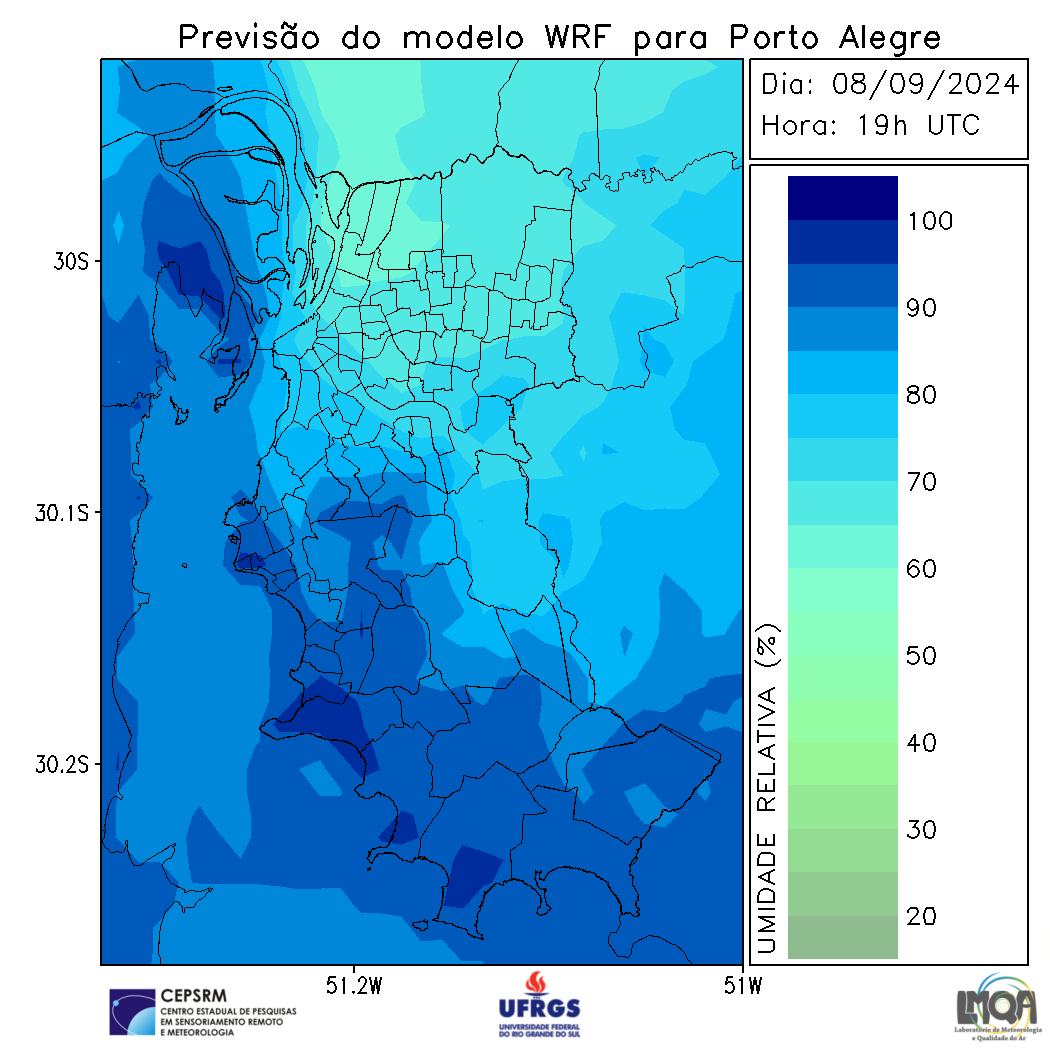 Previsão do modelo WRF para Porto Alegre
Dia: 08/09/2024
Hora: 19h UTC
30S
30.1S
30.2S
51.2W
51W
UMIDADE RELATIVA (%)
100
90
80
70
60
50
40
30
20
CEPSRM
CENTRO ESTADUAL DE PESQUISAS
EM SENSORIAMENTO REMOTO
E METEOROLOGIA
UFRGS
UNIVERSIDADE FEDERAL
DO RIO GRANDE DO SUL
LMQA
Laboratório de Meteorologia
e Qualidade do Ar